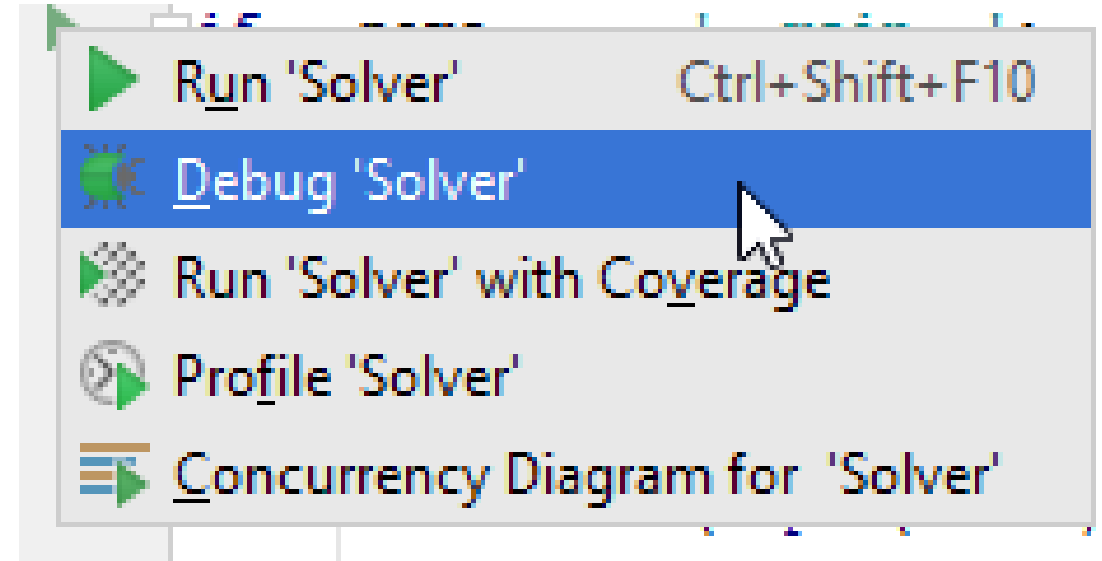 Run 'Solver' Ctrl+Shift+F10
Debug 'Solver'
Run 'Solver' with Coverage
Profile 'Solver'
Concurrency Diagram for 'Solver'